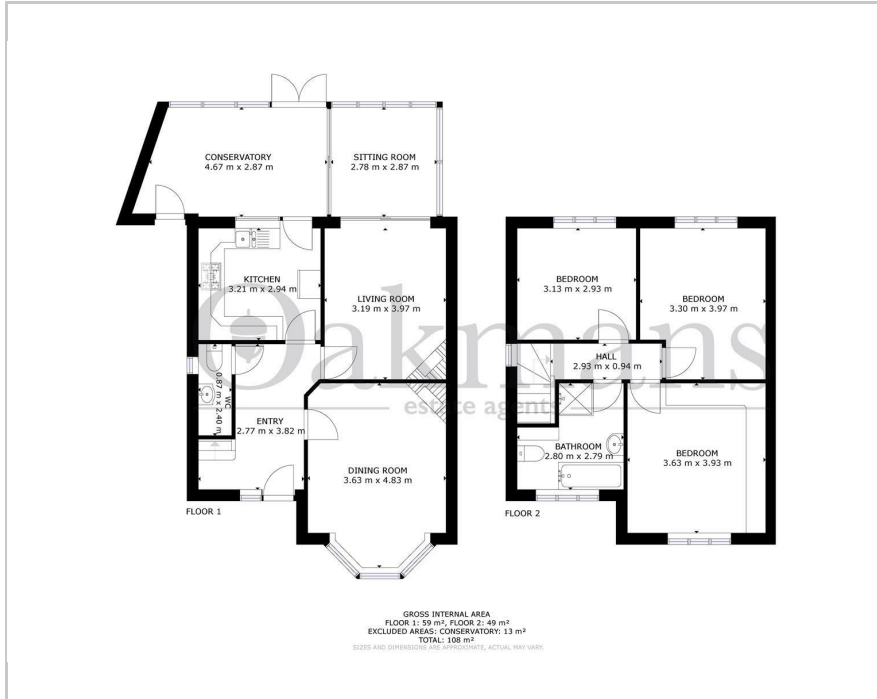 CONSERVATORY
4.67 m x 2.87 m
SITTING ROOM
2.78 m x 2.87 m
KITCHEN
3.21 m x 2.94 m
LIVING ROOM
3.19 m x 3.97 m
WC
0.87 m x 2.40 m
ENTRY
2.77 m x 3.82 m
DINING ROOM
3.63 m x 4.83 m
FLOOR 1
BEDROOM
3.13 m x 2.93 m
BEDROOM
3.30 m x 3.97 m
HALL
2.93 m x 0.94 m
BATHROOM
2.80 m x 2.79 m
BEDROOM
3.63 m x 3.93 m
FLOOR 2
Oakmans
estate agents
GROSS INTERNAL AREA
FLOOR 1: 59 m², FLOOR 2: 49 m²
EXCLUDED AREAS: CONSERVATORY: 13 m²
TOTAL: 108 m²
SIZES AND DIMENSIONS ARE APPROXIMATE, ACTUAL MAY VARY.